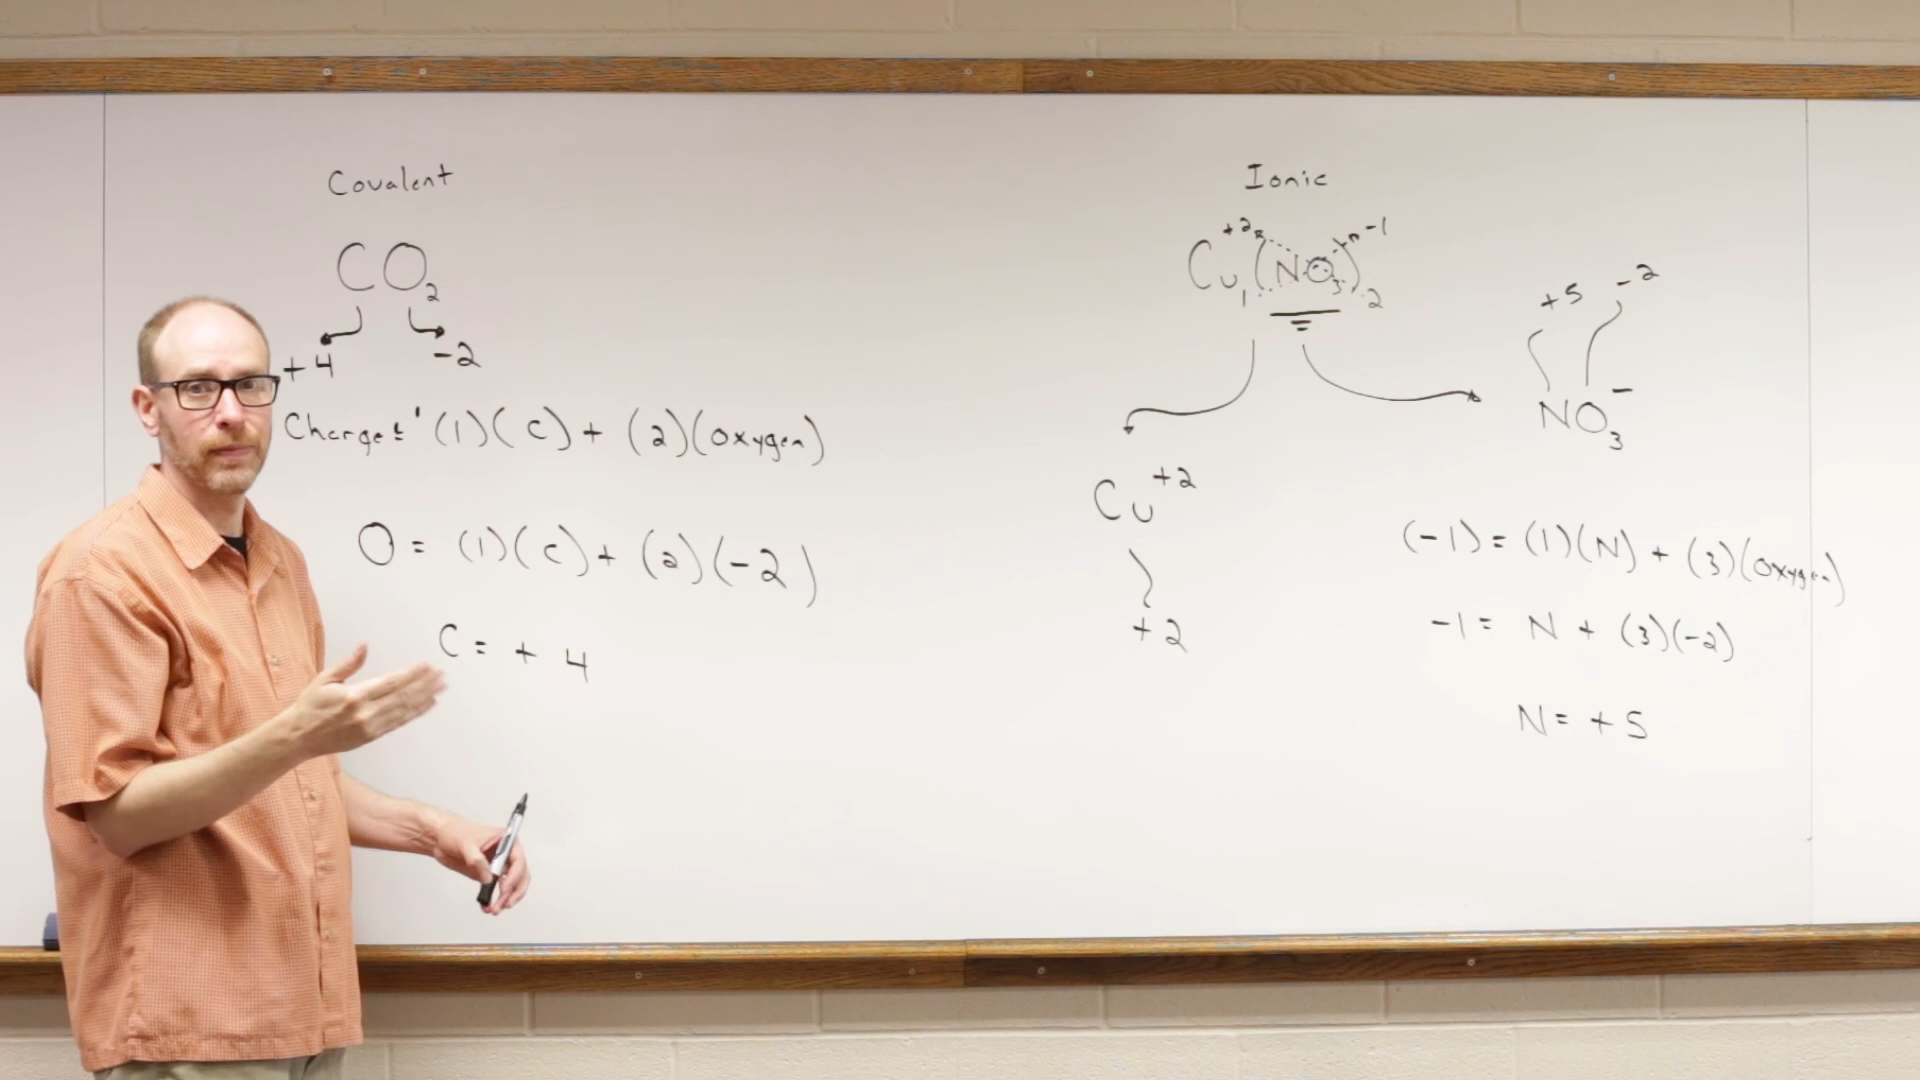 Covalent
CO2
+4 -2
Charge: (1)(C) + (2)(Oxygen)
O = (1)(C) + (2)(-2)
C = + 4
Ionic
+2 -1
Cu1(NO3)2
Cu+2
+2
+5 -2
NO3-
(-1) = (1)(N) + (3)(Oxygen)
-1 = N + (3)(-2)
N = +5